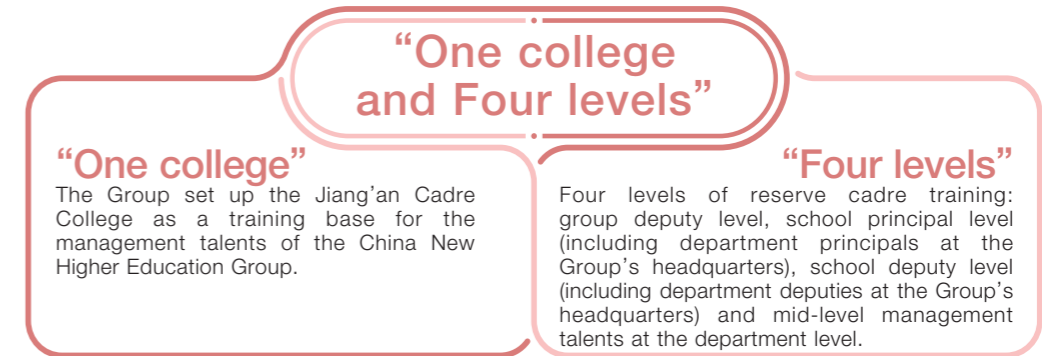 “One college
and Four levels”
“One college”
The Group set up the Jiang’an Cadre
College as a training base for the
management talents of the China New
Higher Education Group.
“Four levels”
Four levels of reserve cadre training:
group deputy level, school principal level
(including department principals at the
Group’s headquarters), school deputy level
(including department deputies at the Group’s
headquarters) and mid-level management
talents at the department level.